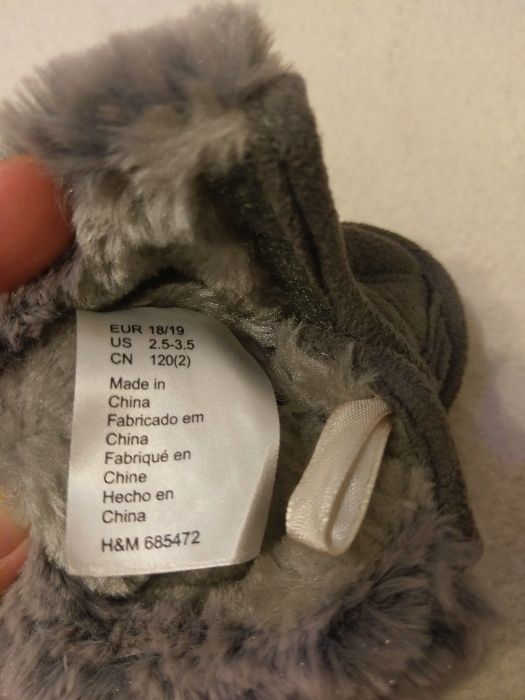 EUR 18/19
US 2.5-3.5
CN 120(2)
Made in
China
Fabricado em
China
Fabriqué en
Chine
Hecho en
China
H&M 685472